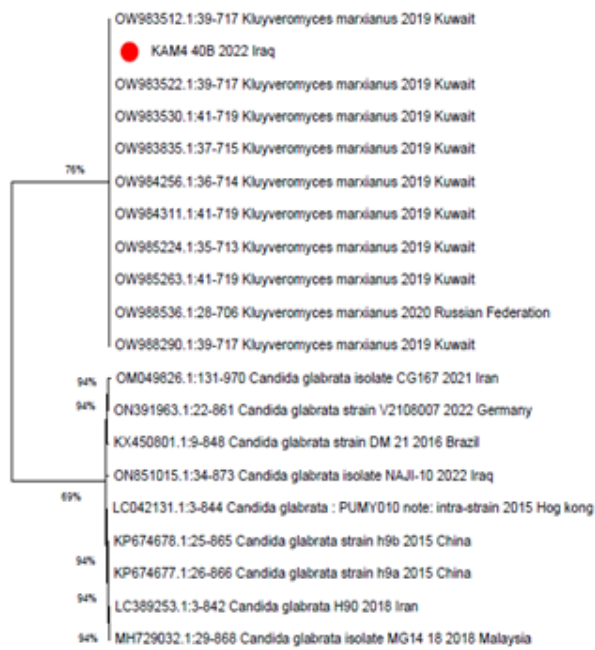 OW983512.1:39-717 Kluyveromyces marxianus 2019 Kuwait
KAM4 40B 2022 Iraq
OW983522.1:39-717 Kluyveromyces marxianus 2019 Kuwait
OW983530.1:41-719 Kluyveromyces marxianus 2019 Kuwait
OW983835.1:37-715 Kluyveromyces marxianus 2019 Kuwait
76%
OW984256.1:36-714 Kluyveromyces marxianus 2019 Kuwait
OW984311.1:41-719 Kluyveromyces marxianus 2019 Kuwait
OW985224.1:35-713 Kluyveromyces marxianus 2019 Kuwait
OW985263.1:41-719 Kluyveromyces marxianus 2019 Kuwait
OW988536.1:28-706 Kluyveromyces marxianus 2020 Russian Federation
OW988290.1:39-717 Kluyveromyces marxianus 2019 Kuwait
94% OM049826.1:131-970 Candida glabrata isolate CG167 2021 Iran
94% ON391963.1:22-861 Candida glabrata strain V2108007 2022 Germany
KX450801.1:9-848 Candida glabrata strain DM 21 2016 Brazil
ON851015.1:34-873 Candida glabrata isolate NAJI-10 2022 Iraq
69%
LC042131.1:3-844 Candida glabrata : PUMY010 note: intra-strain 2015 Hog kong
KP674678.1:25-865 Candida glabrata strain h9b 2015 China
94%
KP674677.1:26-866 Candida glabrata strain h9a 2015 China
94%
LC389253.1:3-842 Candida glabrata H90 2018 Iran
94% MH729032.1:29-868 Candida glabrata isolate MG14 18 2018 Malaysia